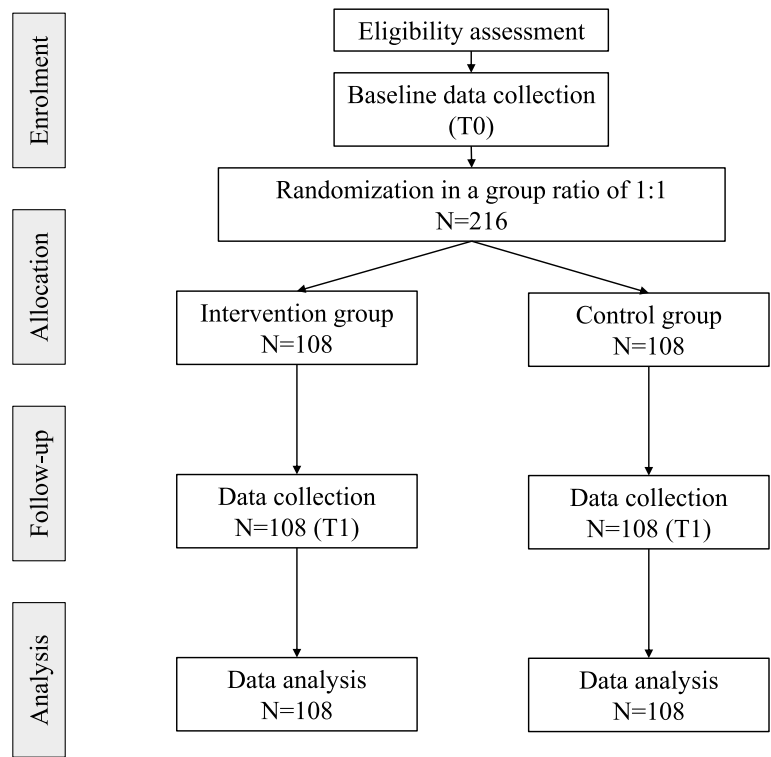 Enrolment
Eligibility assessment
Baseline data collection
(T0)
Randomization in a group ratio of 1:1
N=216
Allocation
Intervention group
N=108
Control group
N=108
Follow-up
Data collection
N=108 (T1)
Data collection
N=108 (T1)
Analysis
Data analysis
N=108
Data analysis
N=108